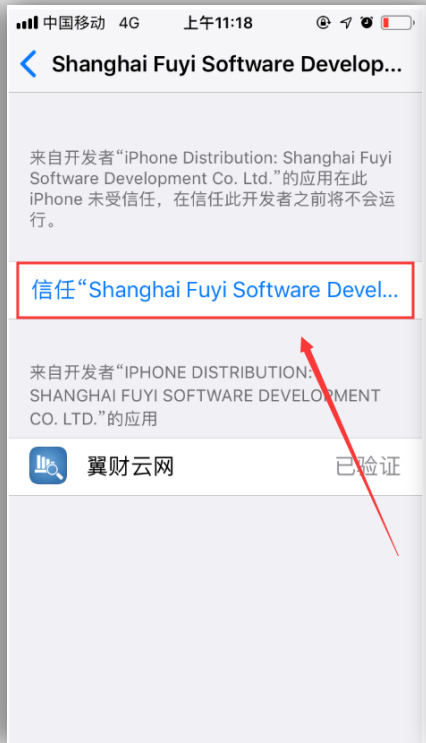 中国移动 4G 上午11:18
Shanghai Fuyi Software Develop...
来自开发者“iPhone Distribution: Shanghai Fuyi
Software Development Co. Ltd.”的应用在此
iPhone 未受信任，在信任此开发者之前将不会运
行。
信任“Shanghai Fuyi Software Devel...
来自开发者“IPHONE DISTRIBUTION:
SHANGHAI FUYI SOFTWARE DEVELOPMENT
CO. LTD.”的应用
翼财云网 已验证